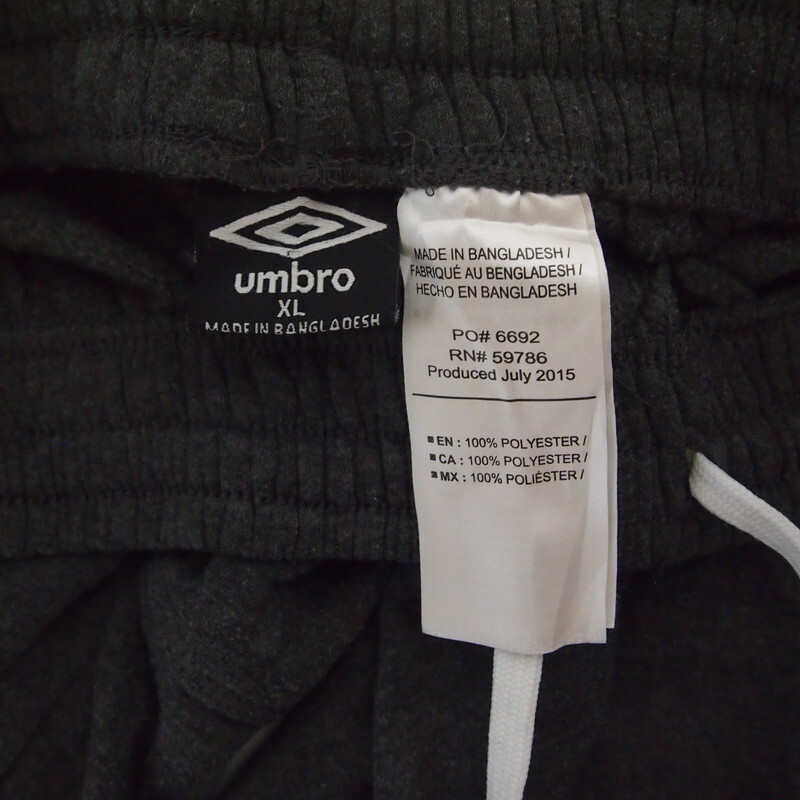 umbro
XL
MADE IN BANGLADESH
MADE IN BANGLADESH /
FABRIQUÉ AU BENGLADESH /
HECHO EN BANGLADESH
PO# 6692
RN# 59786
Produced July 2015
EN : 100% POLYESTER /
CA : 100% POLYESTER /
MX : 100% POLIÉSTER /